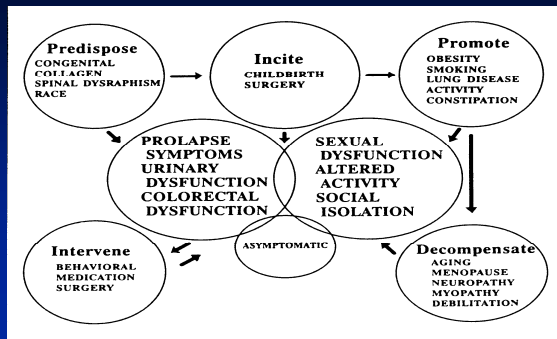 Predispose
CONGENITAL
COLLAGEN
SPINAL DYSRAPHISM
RACE
Incite
CHILDBIRTH
SURGERY
Promote
OBESITY
SMOKING
LUNG DISEASE
ACTIVITY
CONSTIPATION
PROLAPSE
SYMPTOMS
URINARY
DYSFUNCTION
COLORECTAL
DYSFUNCTION
SEXUAL
DYSFUNCTION
ALTERED
ACTIVITY
SOCIAL
ISOLATION
ASYMPTOMATIC
Intervene
BEHAVIORAL
MEDICATION
SURGERY
Decompensate
AGING
MENOPAUSE
NEUROPATHY
MYOPATHY
DEBILITATION